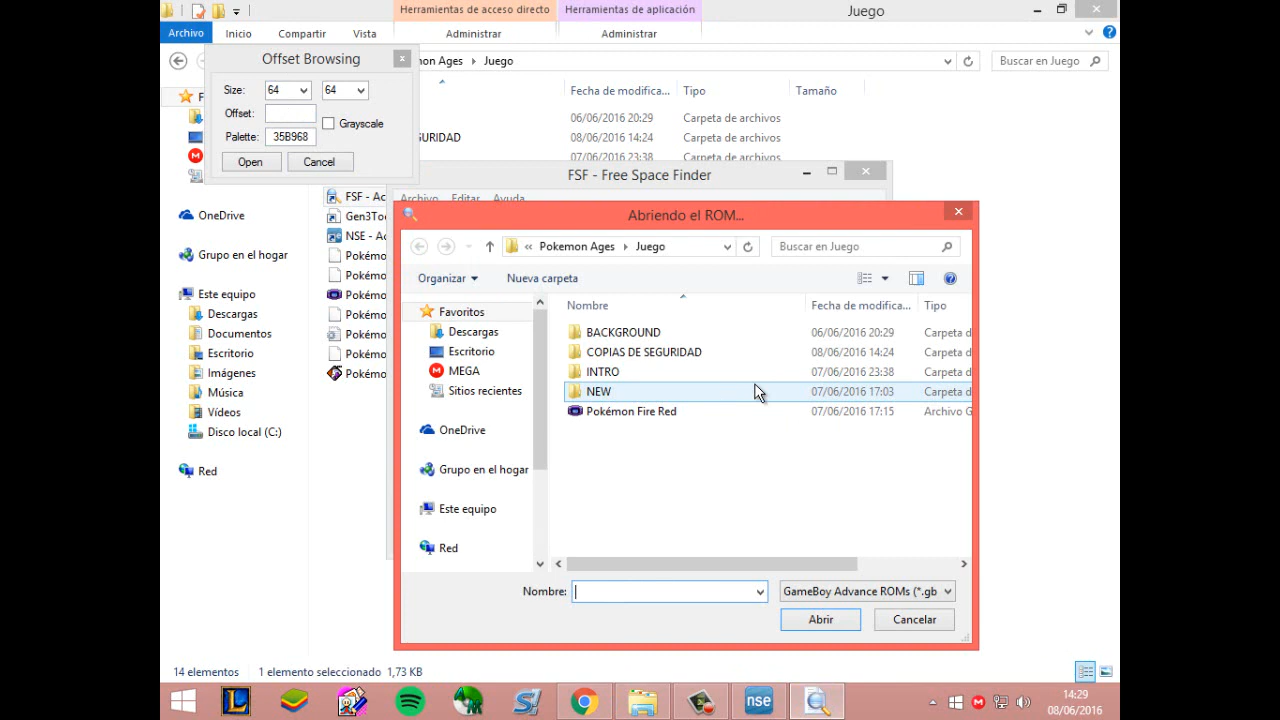 Herramientas de acceso directo
Herramientas de aplicación
Juego
Archivo
Inicio
Compartir
Vista
Administrar
Administrar
Offset Browsing
Size: 64 64
Offset:
Grayscale
Palette: 35B968
Open
Cancel
on Ages
Juego
Buscar en Juego
Fecha de modifica...
Tipo
Tamaño
06/06/2016 20:29
Carpeta de archivos
GURIDAD
08/06/2016 14:24
Carpeta de archivos
07/06/2016 23:38
Carpeta de archivos
FSF - Free Space Finder
Archivo
Editar
Ayuda
FSF - Ac
Gen3To
NSE - Ac
Pokémo
Pokémo
Pokémo
Pokémo
Pokémo
Pokémo
Pokémo
OneDrive
Grupo en el hogar
Este equipo
Descargas
Documentos
Escritorio
Imágenes
Música
Vídeos
Disco local (C:)
Red
Abriendo el ROM...
« Pokemon Ages
Juego
Buscar en Juego
Organizar
Nueva carpeta
Favoritos
Descargas
Escritorio
MEGA
Sitios recientes
OneDrive
Grupo en el hogar
Este equipo
Red
Nombre
Fecha de modifica...
Tipo
BACKGROUND
06/06/2016 20:29
Carpeta d
COPIAS DE SEGURIDAD
08/06/2016 14:24
Carpeta d
INTRO
07/06/2016 23:38
Carpeta d
NEW
07/06/2016 17:03
Carpeta d
Pokémon Fire Red
07/06/2016 17:15
Archivo G
Nombre:
GameBoy Advance ROMs (*.gb
Abrir
Cancelar
14 elementos
1 elemento seleccionado 1,73 KB
nse
14:29
08/06/2016